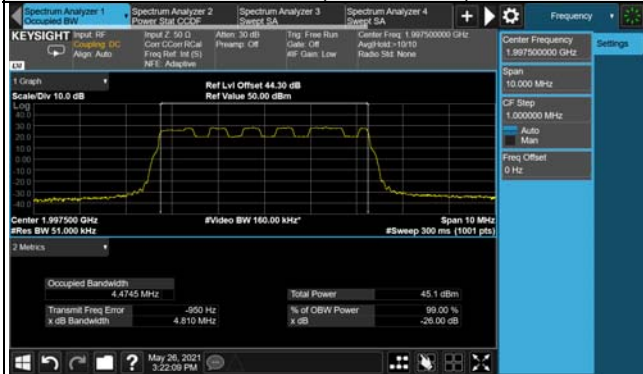 Spectrum Analyzer 1
Occupied BW
Spectrum Analyzer 2
Power Stat CCDF
Spectrum Analyzer 3
Swept SA
Spectrum Analyzer 4
Swept SA
Frequency
KEYSIGHT
Input: RF
Coupling: DC
Align: Auto
Input Z: 50 Ω
Corr CCorr RCal
Freq Ref: Int (S)
NFE: Adaptive
Atten: 30 dB
Preamp: Off
Trig: Free Run
Gate: Off
#IF Gain: Low
Center Freq: 1.997500000 GHz
Avg|Hold:>10/10
Radio Std: None
LM
1 Graph
Scale/Div 10.0 dB
Ref Lvl Offset 44.30 dB
Ref Value 50.00 dBm
Log
40.0
30.0
20.0
10.0
0.00
-10.0
-20.0
-30.0
-40.0
Center 1.997500 GHz
#Res BW 51.000 kHz
#Video BW 160.00 kHz*
Span 10 MHz
#Sweep 300 ms (1001 pts)
2 Metrics
Occupied Bandwidth
4.4745 MHz
Transmit Freq Error -950 Hz
x dB Bandwidth 4.810 MHz
Total Power 45.1 dBm
% of OBW Power 99.00 %
x dB -26.00 dB
Center Frequency
1.997500000 GHz
Settings
Span
10.000 MHz
CF Step
1.000000 MHz
Auto
Man
Freq Offset
0 Hz
?
May 26, 2021
3:22:09 PM